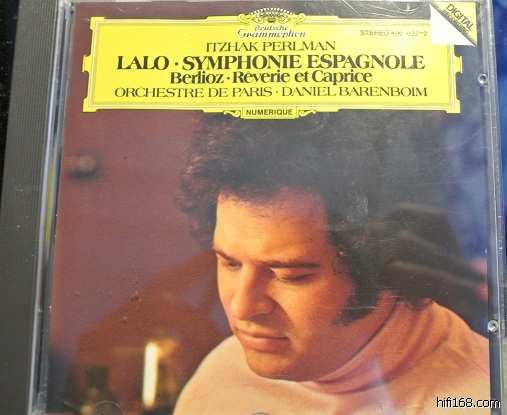 Deutsche
Grammophon
STEREO 400 032-2
DIGITAL
ITZHAK PERLMAN
LALO · SYMPHONIE ESPAGNOLE
Berlioz · Rêverie et Caprice
ORCHESTRE DE PARIS · DANIEL BARENBOIM
NUMERIQUE
hifi168.com